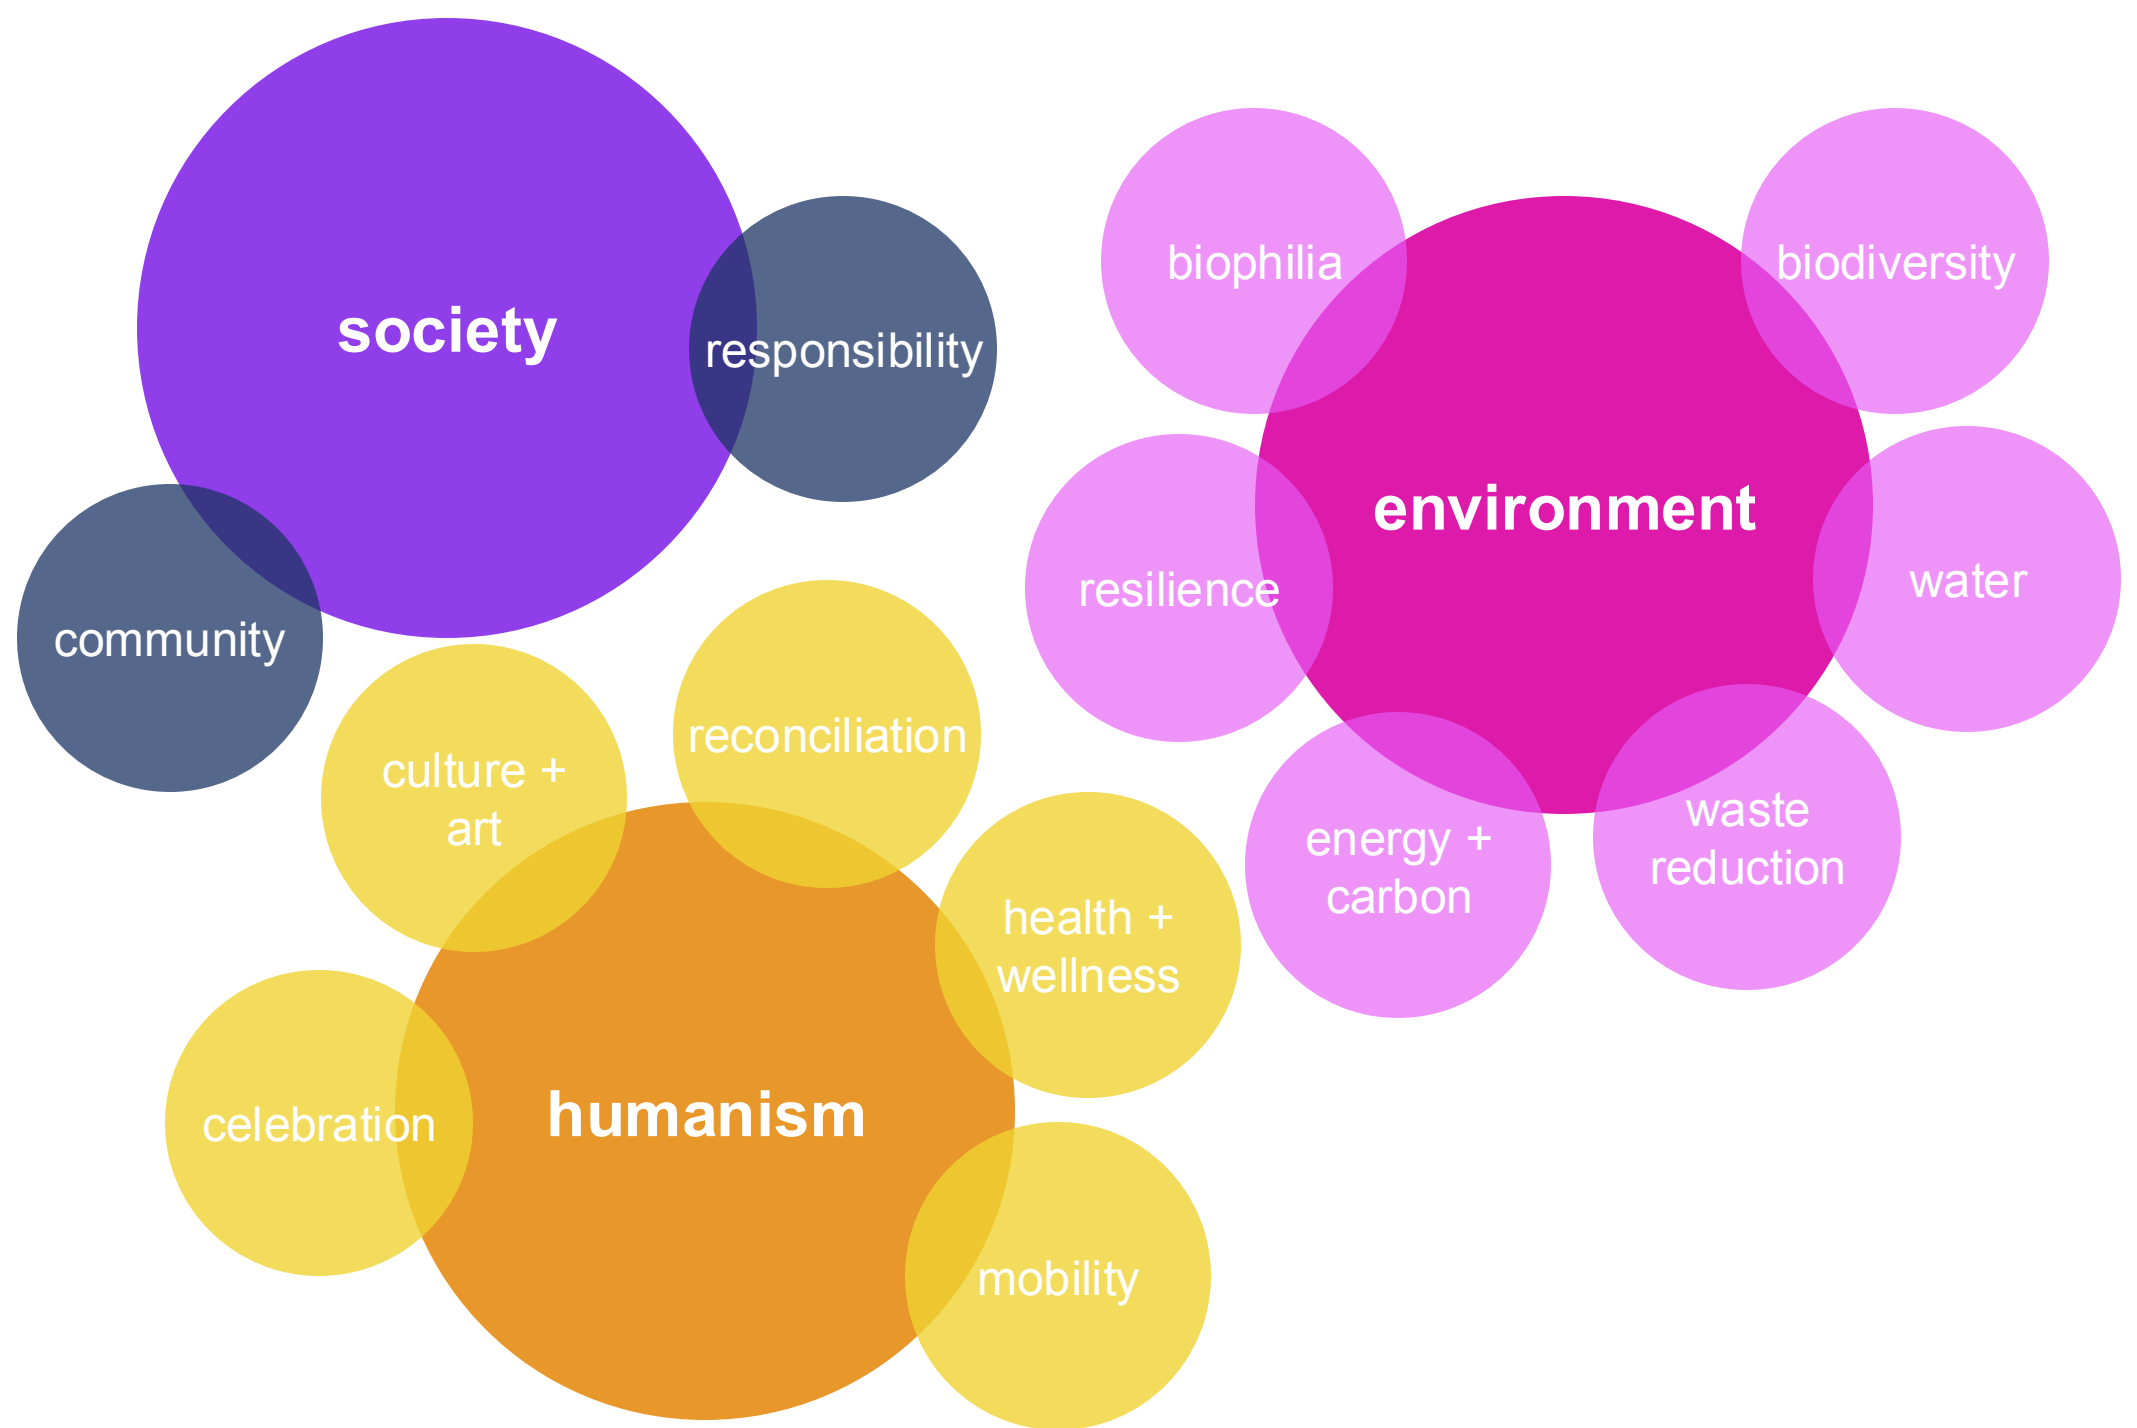 society
responsibility
community
biophilia
biodiversity
environment
resilience
water
energy +
carbon
waste
reduction
culture +
art
reconciliation
health +
wellness
celebration
humanism
mobility